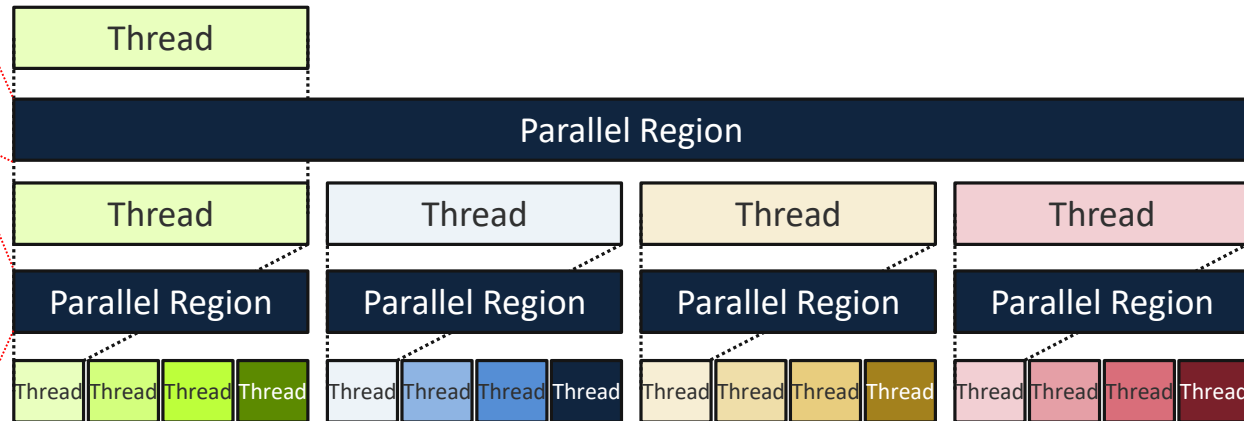 Thread
Parallel Region
Thread Thread Thread Thread
Parallel Region Parallel Region Parallel Region Parallel Region
Thread Thread Thread Thread Thread Thread Thread Thread Thread Thread Thread Thread Thread Thread Thread Thread